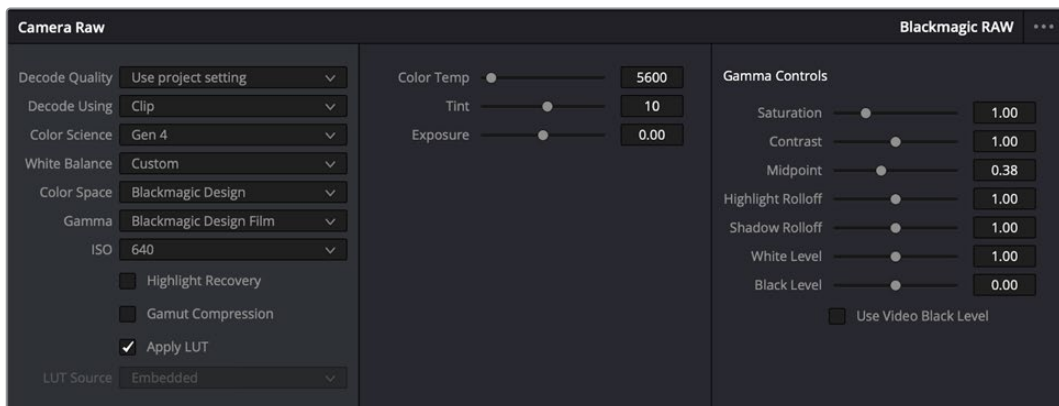 Camera Raw
Blackmagic RAW
Decode Quality Use project setting
Decode Using Clip
Color Science Gen 4
White Balance Custom
Color Space Blackmagic Design
Gamma Blackmagic Design Film
ISO 640
Highlight Recovery
Gamut Compression
Apply LUT
LUT Source Embedded
Color Temp 5600
Tint 10
Exposure 0.00
Gamma Controls
Saturation 1.00
Contrast 1.00
Midpoint 0.38
Highlight Rolloff 1.00
Shadow Rolloff 1.00
White Level 1.00
Black Level 0.00
Use Video Black Level